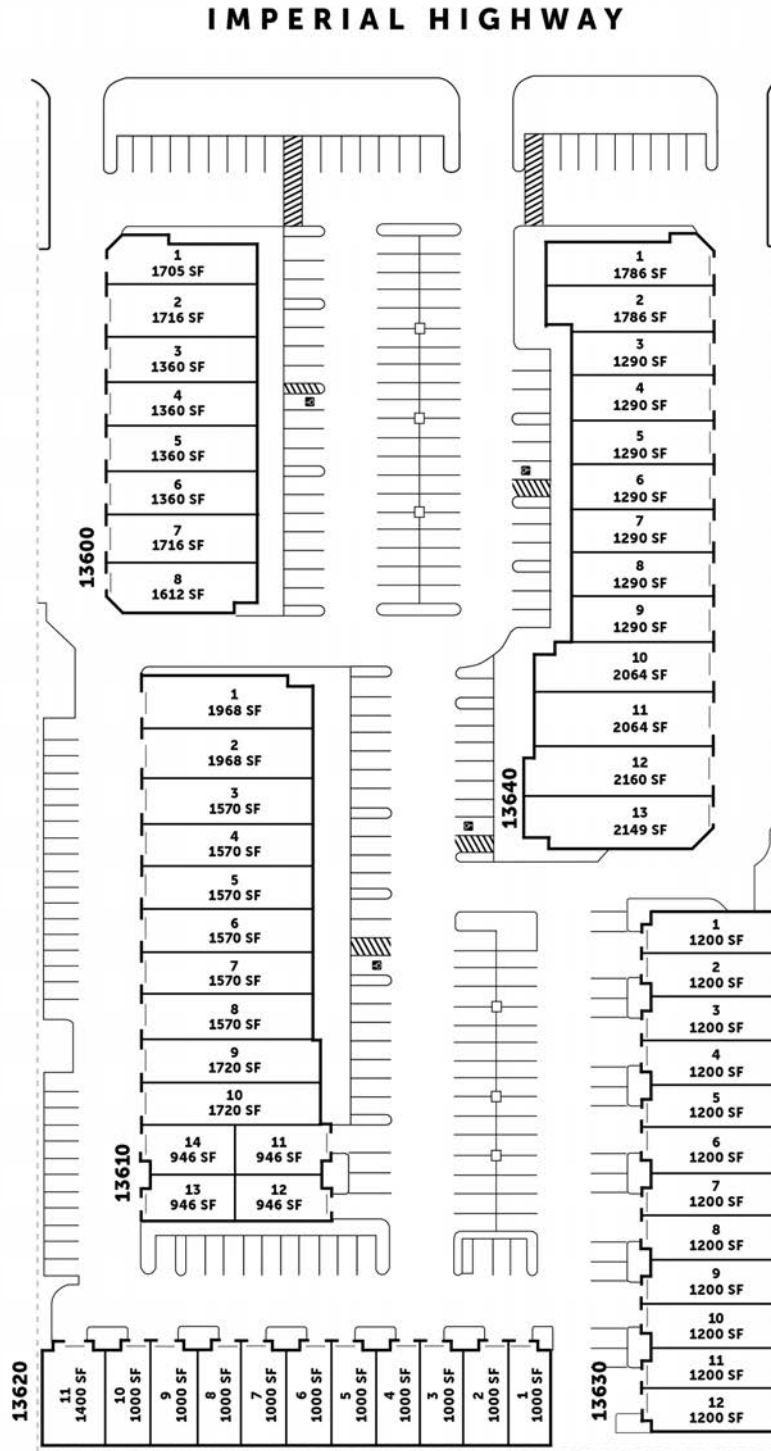 IMPERIAL HIGHWAY
1
1705 SF
2
1716 SF
3
1360 SF
4
1360 SF
5
1360 SF
6
1360 SF
7
1716 SF
8
1612 SF
13600
1
1786 SF
2
1786 SF
3
1290 SF
4
1290 SF
5
1290 SF
6
1290 SF
7
1290 SF
8
1290 SF
9
1290 SF
10
2064 SF
11
2064 SF
12
2160 SF
13
2149 SF
13640
1
1968 SF
2
1968 SF
3
1570 SF
4
1570 SF
5
1570 SF
6
1570 SF
7
1570 SF
8
1570 SF
9
1720 SF
10
1720 SF
14
946 SF
11
946 SF
13
946 SF
12
946 SF
13610
1
1200 SF
2
1200 SF
3
1200 SF
4
1200 SF
5
1200 SF
6
1200 SF
7
1200 SF
8
1200 SF
9
1200 SF
10
1200 SF
11
1200 SF
12
1200 SF
13630
13620
11
1400 SF
10
1000 SF
9
1000 SF
8
1000 SF
7
1000 SF
6
1000 SF
5
1000 SF
4
1000 SF
3
1000 SF
2
1000 SF
1
1000 SF